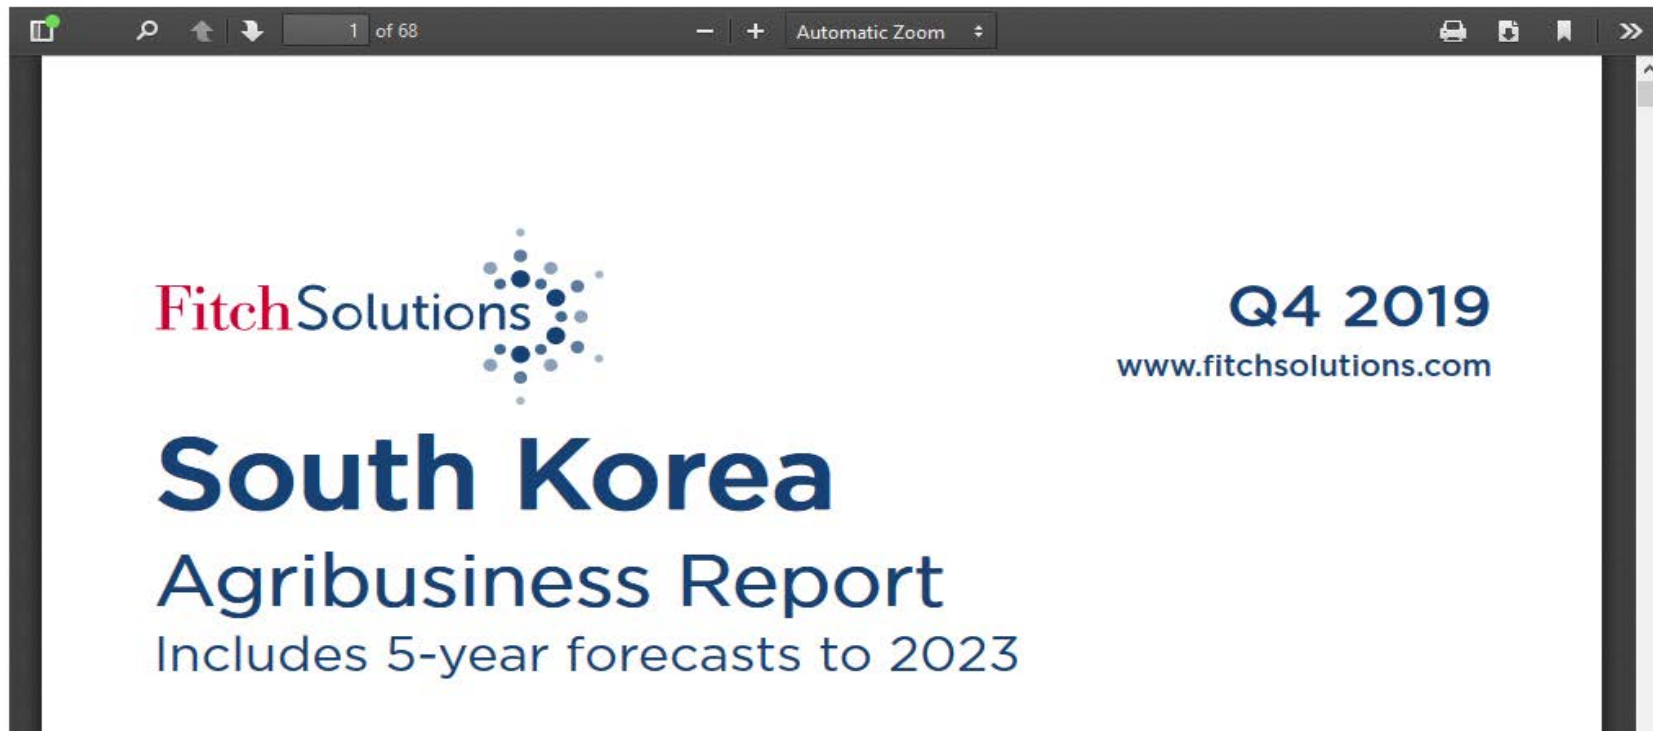 1 of 68
Automatic Zoom
FitchSolutions
Q4 2019
www.fitchsolutions.com
South Korea
Agribusiness Report
Includes 5-year forecasts to 2023